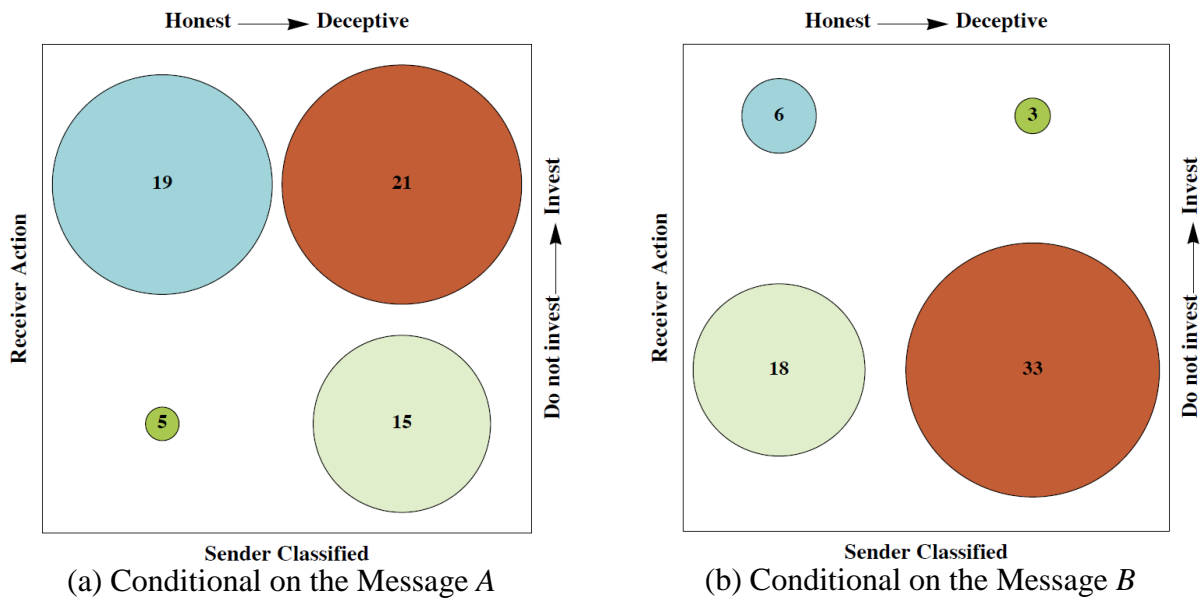 Honest → Deceptive
19
21
5
15
Receiver Action
Do not invest → Invest
Sender Classified
(a) Conditional on the Message A
Honest → Deceptive
6
3
18
33
Receiver Action
Do not invest → Invest
Sender Classified
(b) Conditional on the Message B